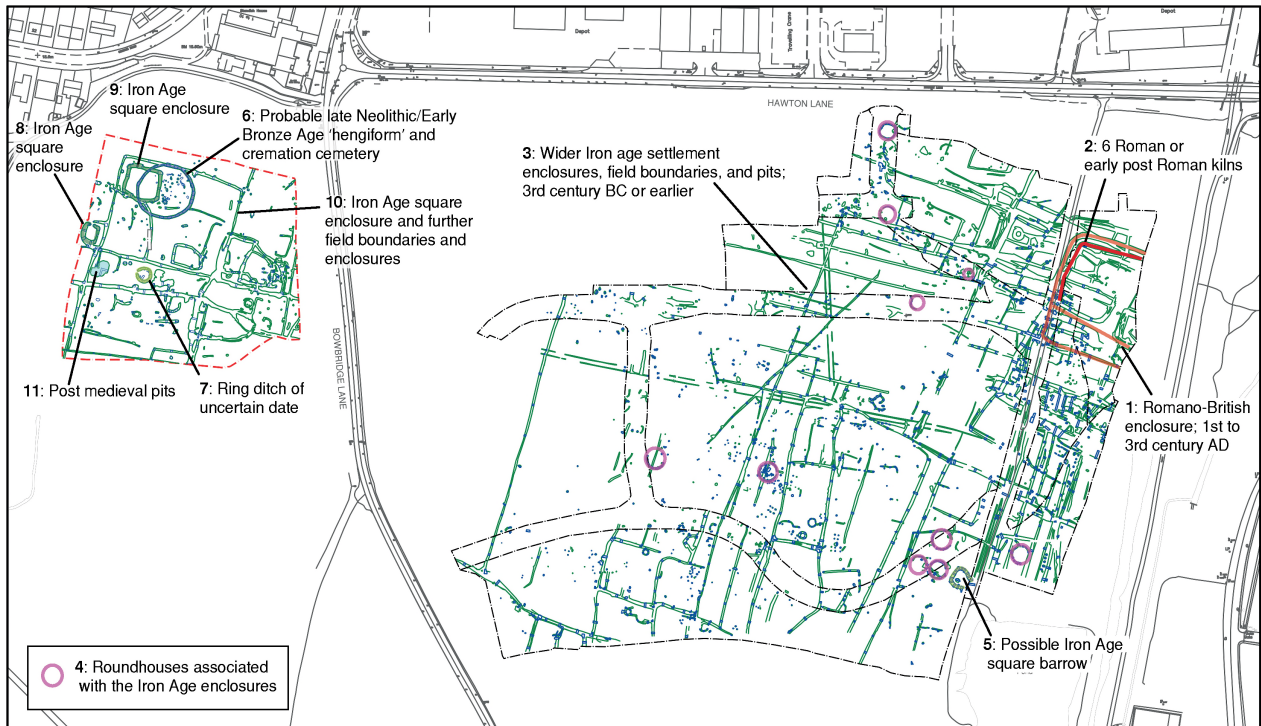 Depot
Travelling Crane
Depot
HAWTON LANE
9: Iron Age
square enclosure
8: Iron Age
square
enclosure
6: Probable late Neolithic/Early
Bronze Age 'hengiform' and
cremation cemetery
3: Wider Iron age settlement
enclosures, field boundaries, and pits;
3rd century BC or earlier
2: 6 Roman or
early post Roman kilns
10: Iron Age square
enclosure and further
field boundaries and
enclosures
BOWBRIDGE LANE
11: Post medieval pits
7: Ring ditch of
uncertain date
1: Romano-British
enclosure; 1st to
3rd century AD
5: Possible Iron Age
square barrow
4: Roundhouses associated
with the Iron Age enclosures